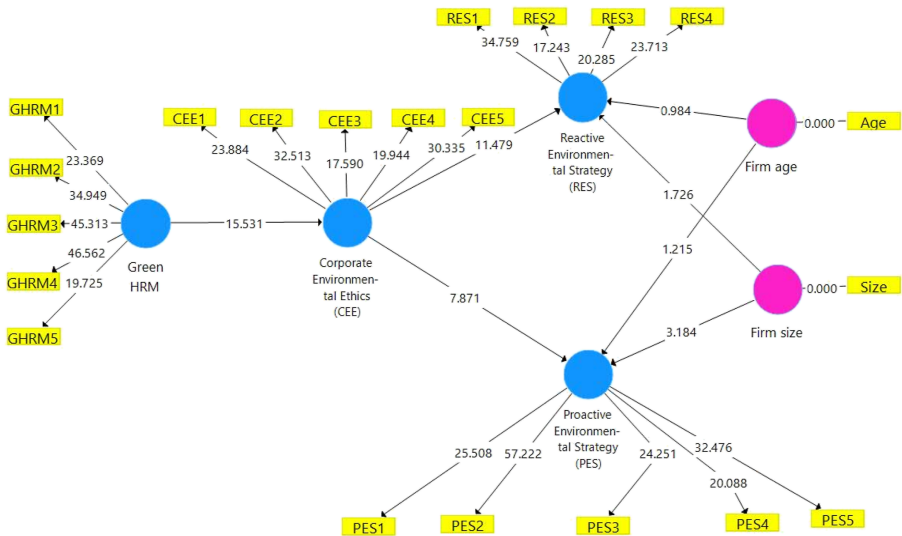 RES1
RES2
RES3
RES4
34.759
17.243
20.285
23.713
GHRM1
GHRM2
GHRM3
GHRM4
GHRM5
23.369
34.949
45.313
46.562
19.725
Green
HRM
15.531
CEE1
CEE2
CEE3
CEE4
CEE5
23.884
32.513
17.590
19.944
30.335
11.479
Corporate
Environmen-
tal Ethics
(CEE)
Reactive
Environmen-
tal Strategy
(RES)
0.984
0.000
Age
Firm age
1.726
1.215
0.000
Size
Firm size
3.184
7.871
Proactive
Environmen-
tal Strategy
(PES)
25.508
57.222
24.251
20.088
32.476
PES1
PES2
PES3
PES4
PES5